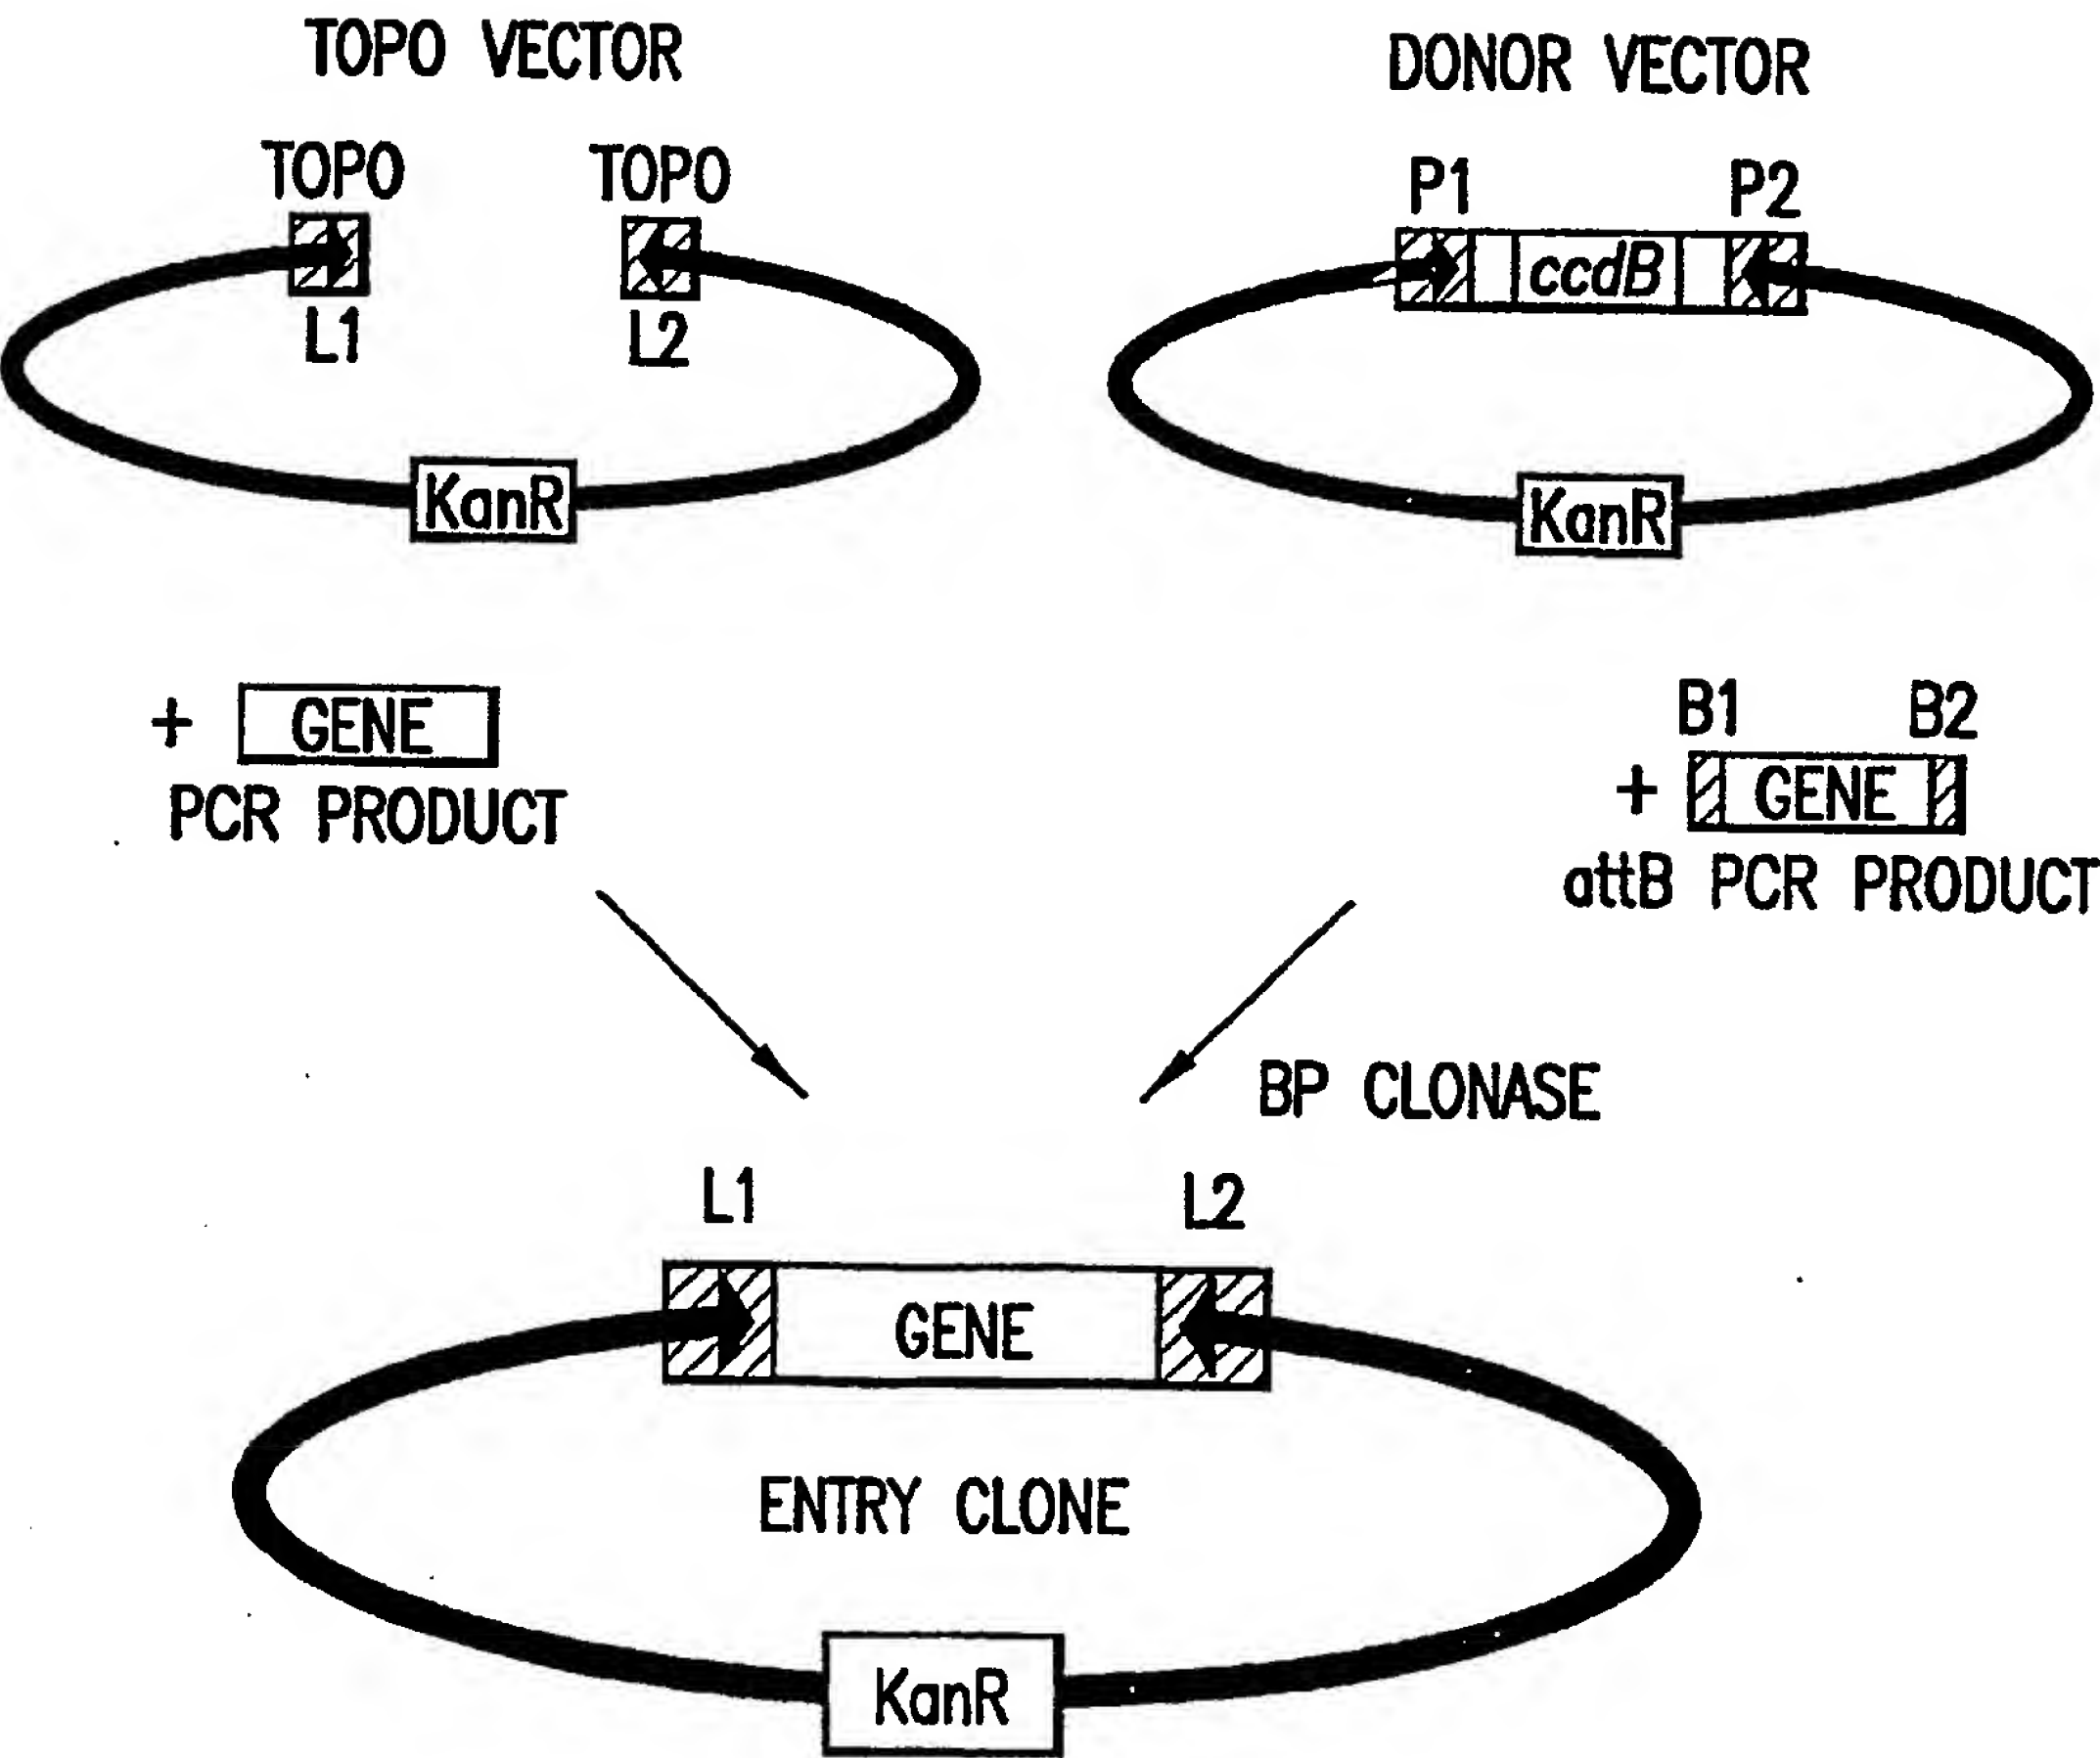 TOPO VECTOR
TOPO TOPO
L1 L2
KanR
+ GENE
PCR PRODUCT
DONOR VECTOR
P1 P2
ccdB
KanR
B1 B2
+ GENE
attB PCR PRODUCT
BP CLONASE
L1 L2
GENE
ENTRY CLONE
KanR